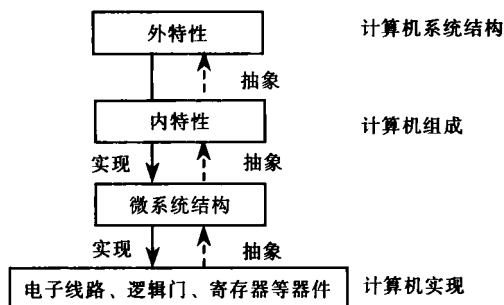 外特性
计算机系统结构
抽象
内特性
计算机组成
实现
抽象
微系统结构
实现
抽象
电子线路、逻辑门、寄存器等器件
计算机实现